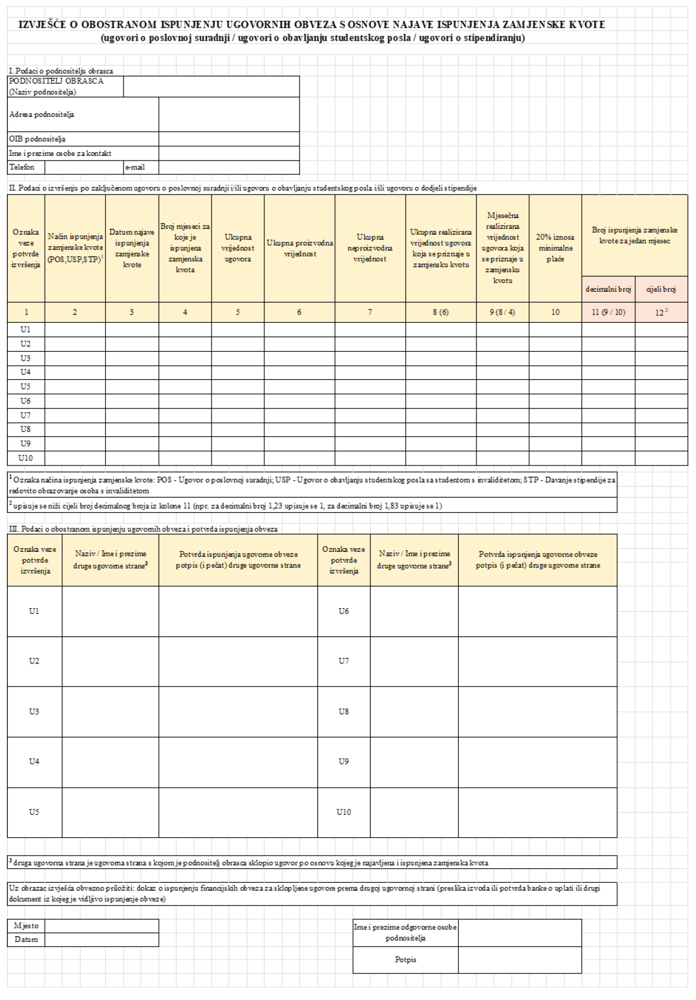 IZVJEŠĆE O OBOSTRANOM ISPUNJENJU UGOVORNIH OBVEZA S OSNOVE NAJAVE ISPUNJENJA ZAMJENSKE KVOTE
(ugovori o poslovnoj suradnji / ugovori o obavljanju studentskog posla / ugovori o stipendiranju)
I. Podaci o podnositelju obrasca
PODNOSITELJ OBRASCA
(Naziv podnositelja)
Adresa podnositelja
OIB podnositelja
Ime i prezime osobe za kontakt
Telefon e-mail
II. Podaci o izvršenju po zaključenom ugovoru o poslovnoj suradnji i/ili ugovoru o obavljanju studentskog posla i/ili ugovoru o dodjeli stipendije
Oznaka
veze
potvrde
izvršenja
Način ispunjenja
zamjenske kvote
(POS,USP,STP)¹
Datum najave
ispunjenja
zamjenske
kvote
Broj mjeseci za
koje je
ispunjena
zamjenska
kvota
Ukupna
vrijednost
ugovora
Ukupna proizvodna
vrijednost
Ukupna
neproizvodna
vrijednost
Ukupna realizirana
vrijednost ugovora
koja se priznaje u
zamjensku kvotu
Mjesečna
realizirana
vrijednost
ugovora koja
se priznaje u
zamjensku
kvotu
20% iznosa
minimalne
plaće
Broj ispunjenja zamjenske
kvote za jedan mjesec
decimalni broj cijeli broj
1 2 3 4 5 6 7 8 (6) 9 (8 / 4) 10 11 (9 / 10) 12 ²
U1
U2
U3
U4
U5
U6
U7
U8
U9
U10
¹ Oznaka načina ispunjenja zamjenske kvote: POS - Ugovor o poslovnoj suradnji; USP - Ugovor o obavljanju studentskog posla sa studentom s invaliditetom; STP - Davanje stipendije za
redovito obrazovanje osoba s invaliditetom
² upisuje se niži cijeli broj decimalnog broja iz kolone 11 (npr. za decimalni broj 1,23 upisuje se 1, za decimalni broj 1,83 upisuje se 1)
III. Podaci o obostranom ispunjenju ugovornih obveza i potvrda ispunjenja obveza
Oznaka veze
potvrde
izvršenja
Naziv / Ime i prezime
druge ugovorne strane³
Potvrda ispunjenja ugovorne obveze
potpis (i pečat) druge ugovorne strane
Oznaka veze
potvrde
izvršenja
Naziv / Ime i prezime
druge ugovorne strane³
Potvrda ispunjenja ugovorne obveze
potpis (i pečat) druge ugovorne strane
U1 U6
U2 U7
U3 U8
U4 U9
U5 U10
³ druga ugovorna strana je ugovorna strana s kojom je podnositelj obrasca sklopio ugovor po osnovu kojeg je najavljena i ispunjena zamjenska kvota
Uz obrazac izvješća obvezno priložiti: dokaz o ispunjenju financijskih obveza za sklopljene ugovore prema drugoj ugovornoj strani (preslika izvoda ili potvrda banke o uplati ili drugi
dokument iz kojeg je vidljivo ispunjenje obveze)
Mjesto
Datum
Ime i prezime odgovorne osobe
podnositelja
Potpis